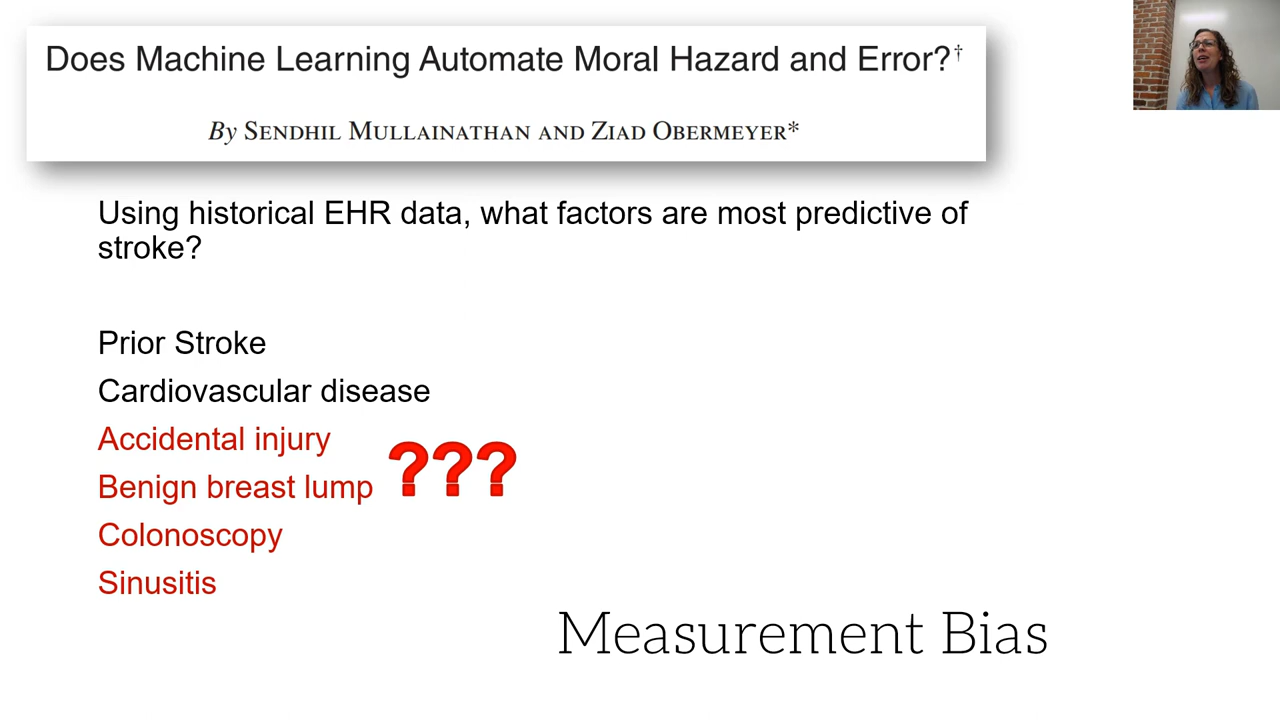 Does Machine Learning Automate Moral Hazard and Error?†
By SENDHIL MULLAINATHAN AND ZIAD OBERMEYER*
Using historical EHR data, what factors are most predictive of
stroke?
Prior Stroke
Cardiovascular disease
Accidental injury
???
Benign breast lump
Colonoscopy
Sinusitis
Measurement Bias